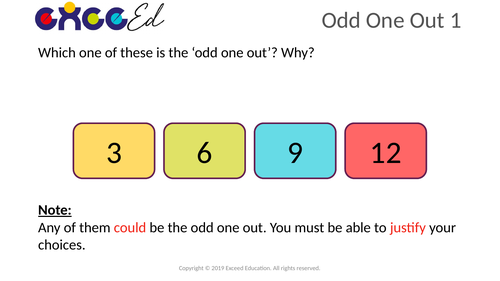 exceed Ed
Odd One Out 1
Which one of these is the ‘odd one out’? Why?
3
6
9
12
Note:
Any of them could be the odd one out. You must be able to justify your
choices.
Copyright © 2019 Exceed Education. All rights reserved.